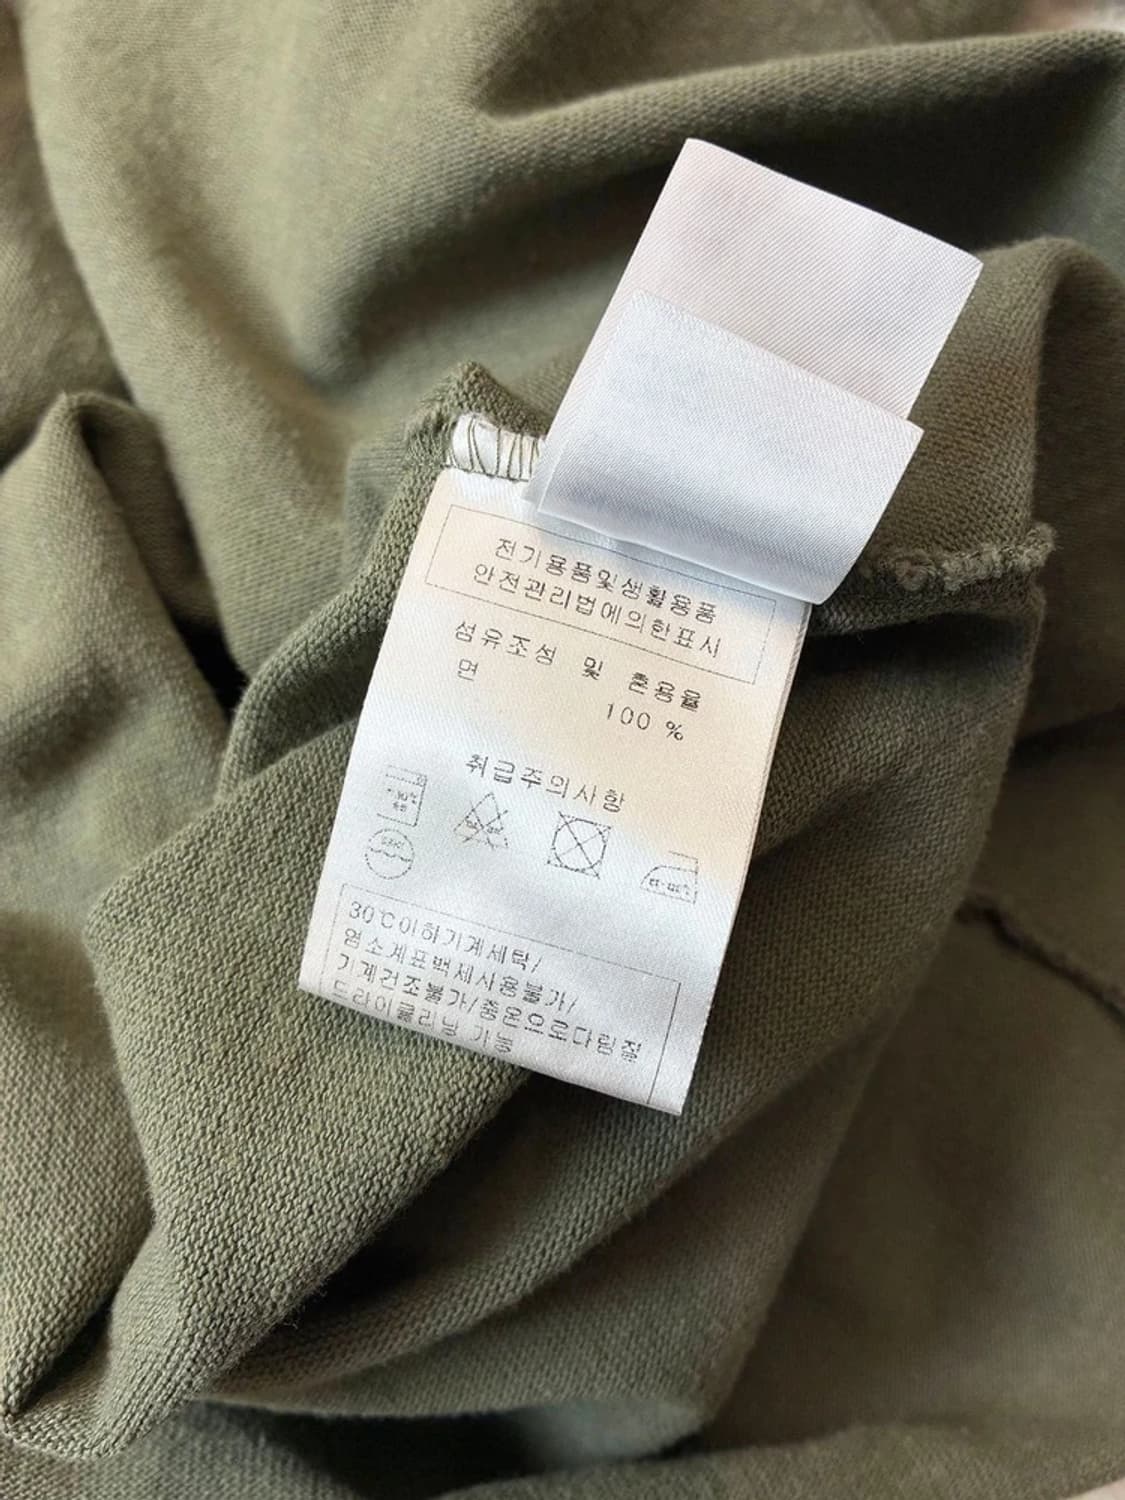 전기용품및생활용품
안전관리법에의한표시
섬유조성 및 혼용율
면 100 %
취급주의사항
30℃이하기계세탁/
염소계표백제사용불가/
기계건조불가/중온으로다림질
드라이클리닝 가능